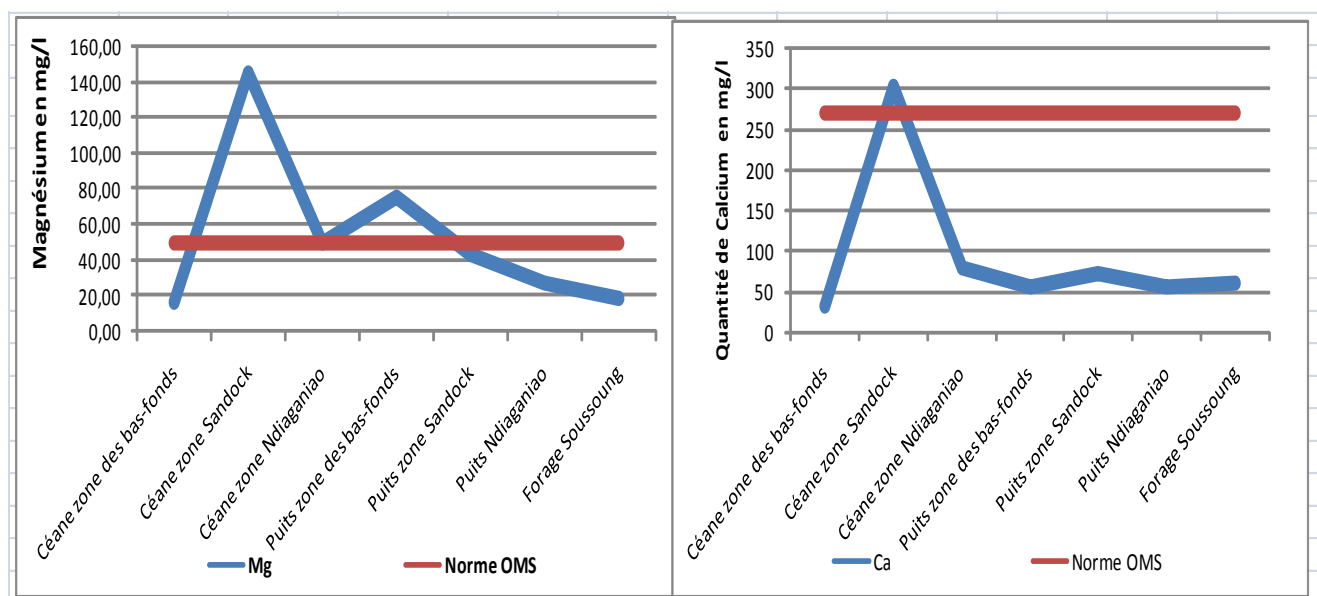 Magnésium en mg/l
160,00
140,00
120,00
100,00
80,00
60,00
40,00
20,00
0,00
Céane zone des bas-fonds
Céane zone Sandock
Céane zone Ndiaganiao
Puits zone des bas-fonds
Puits zone Sandock
Puits Ndiaganiao
Forage Soussoung
Mg
Norme OMS
Quantité de Calcium en mg/l
350
300
250
200
150
100
50
0
Céane zone des bas-fonds
Céane zone Sandock
Céane zone Ndiaganiao
Puits zone des bas-fonds
Puits zone Sandock
Puits Ndiaganiao
Forage Soussoung
Ca
Norme OMS